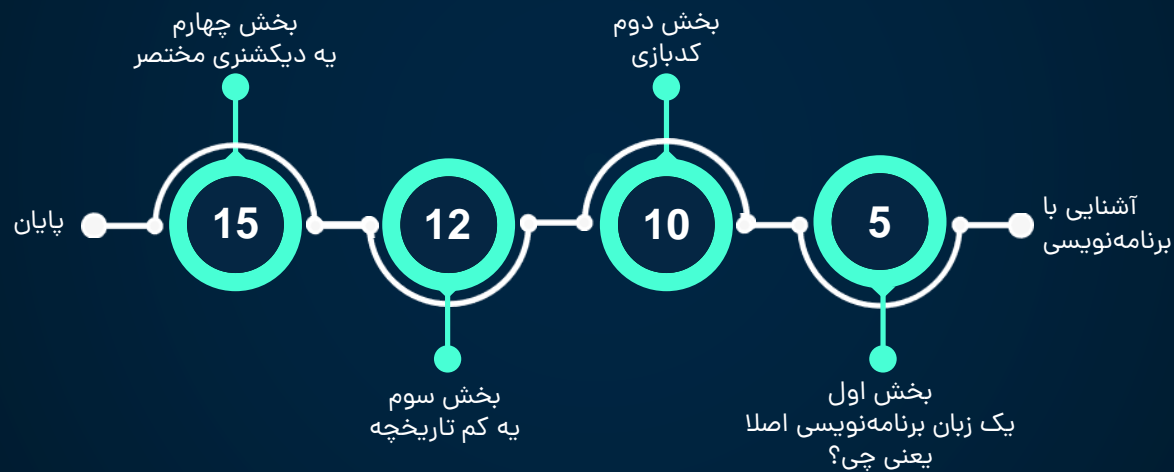 آشنایی با
برنامه‌نویسی
5
بخش اول
یک زبان برنامه‌نویسی اصلا
یعنی چی؟
10
بخش دوم
کدبازی
12
بخش سوم
یه کم تاریخچه
15
بخش چهارم
یه دیکشنری مختصر
پایان